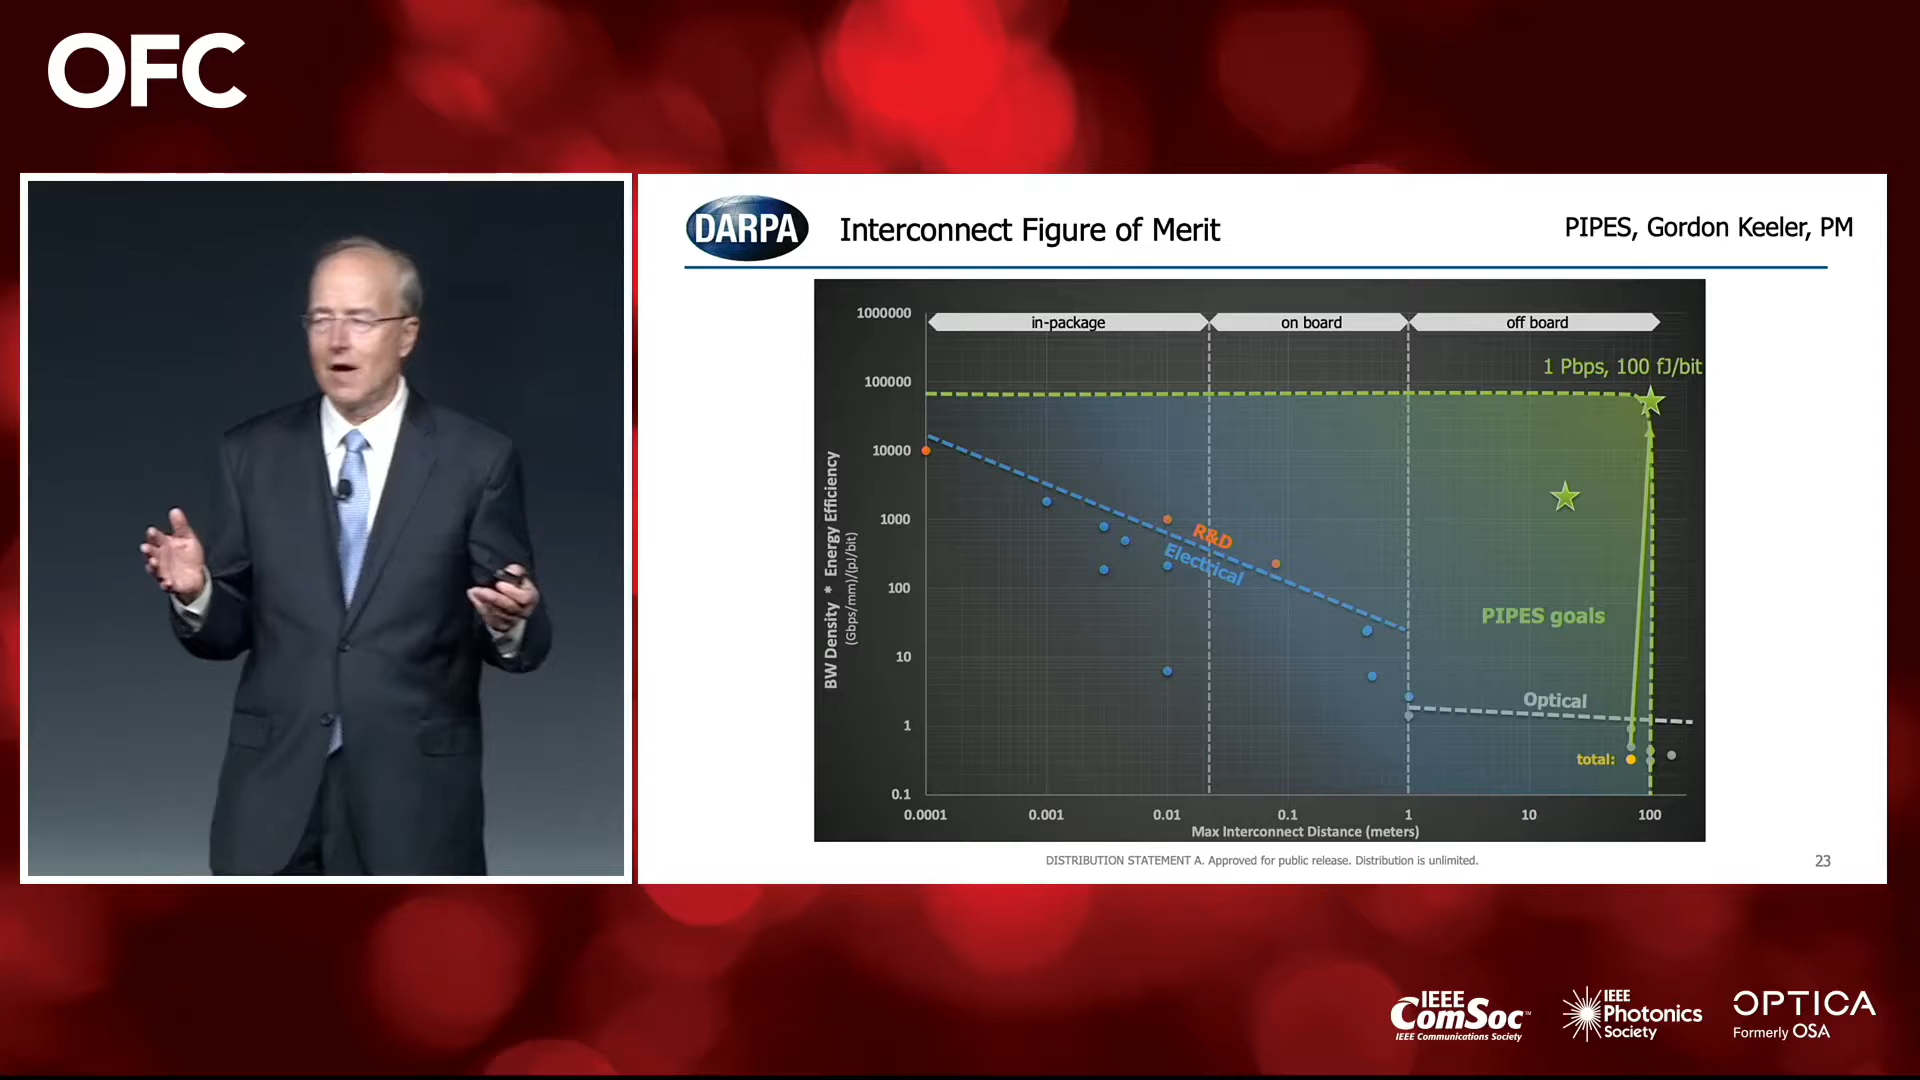 OFC
DARPA
Interconnect Figure of Merit
PIPES, Gordon Keeler, PM
1000000
100000
10000
1000
100
10
1
0.1
BW Density * Energy Efficiency
(Gbps/mm)/(pJ/bit)
in-package
on board
off board
1 Pbps, 100 fJ/bit
R&D
Electrical
PIPES goals
Optical
total:
0.0001
0.001
0.01
0.1
1
10
100
Max Interconnect Distance (meters)
DISTRIBUTION STATEMENT A. Approved for public release. Distribution is unlimited.
23
IEEE
ComSoc™
IEEE Communications Society
IEEE
Photonics
Society
OPTICA
Formerly OSA